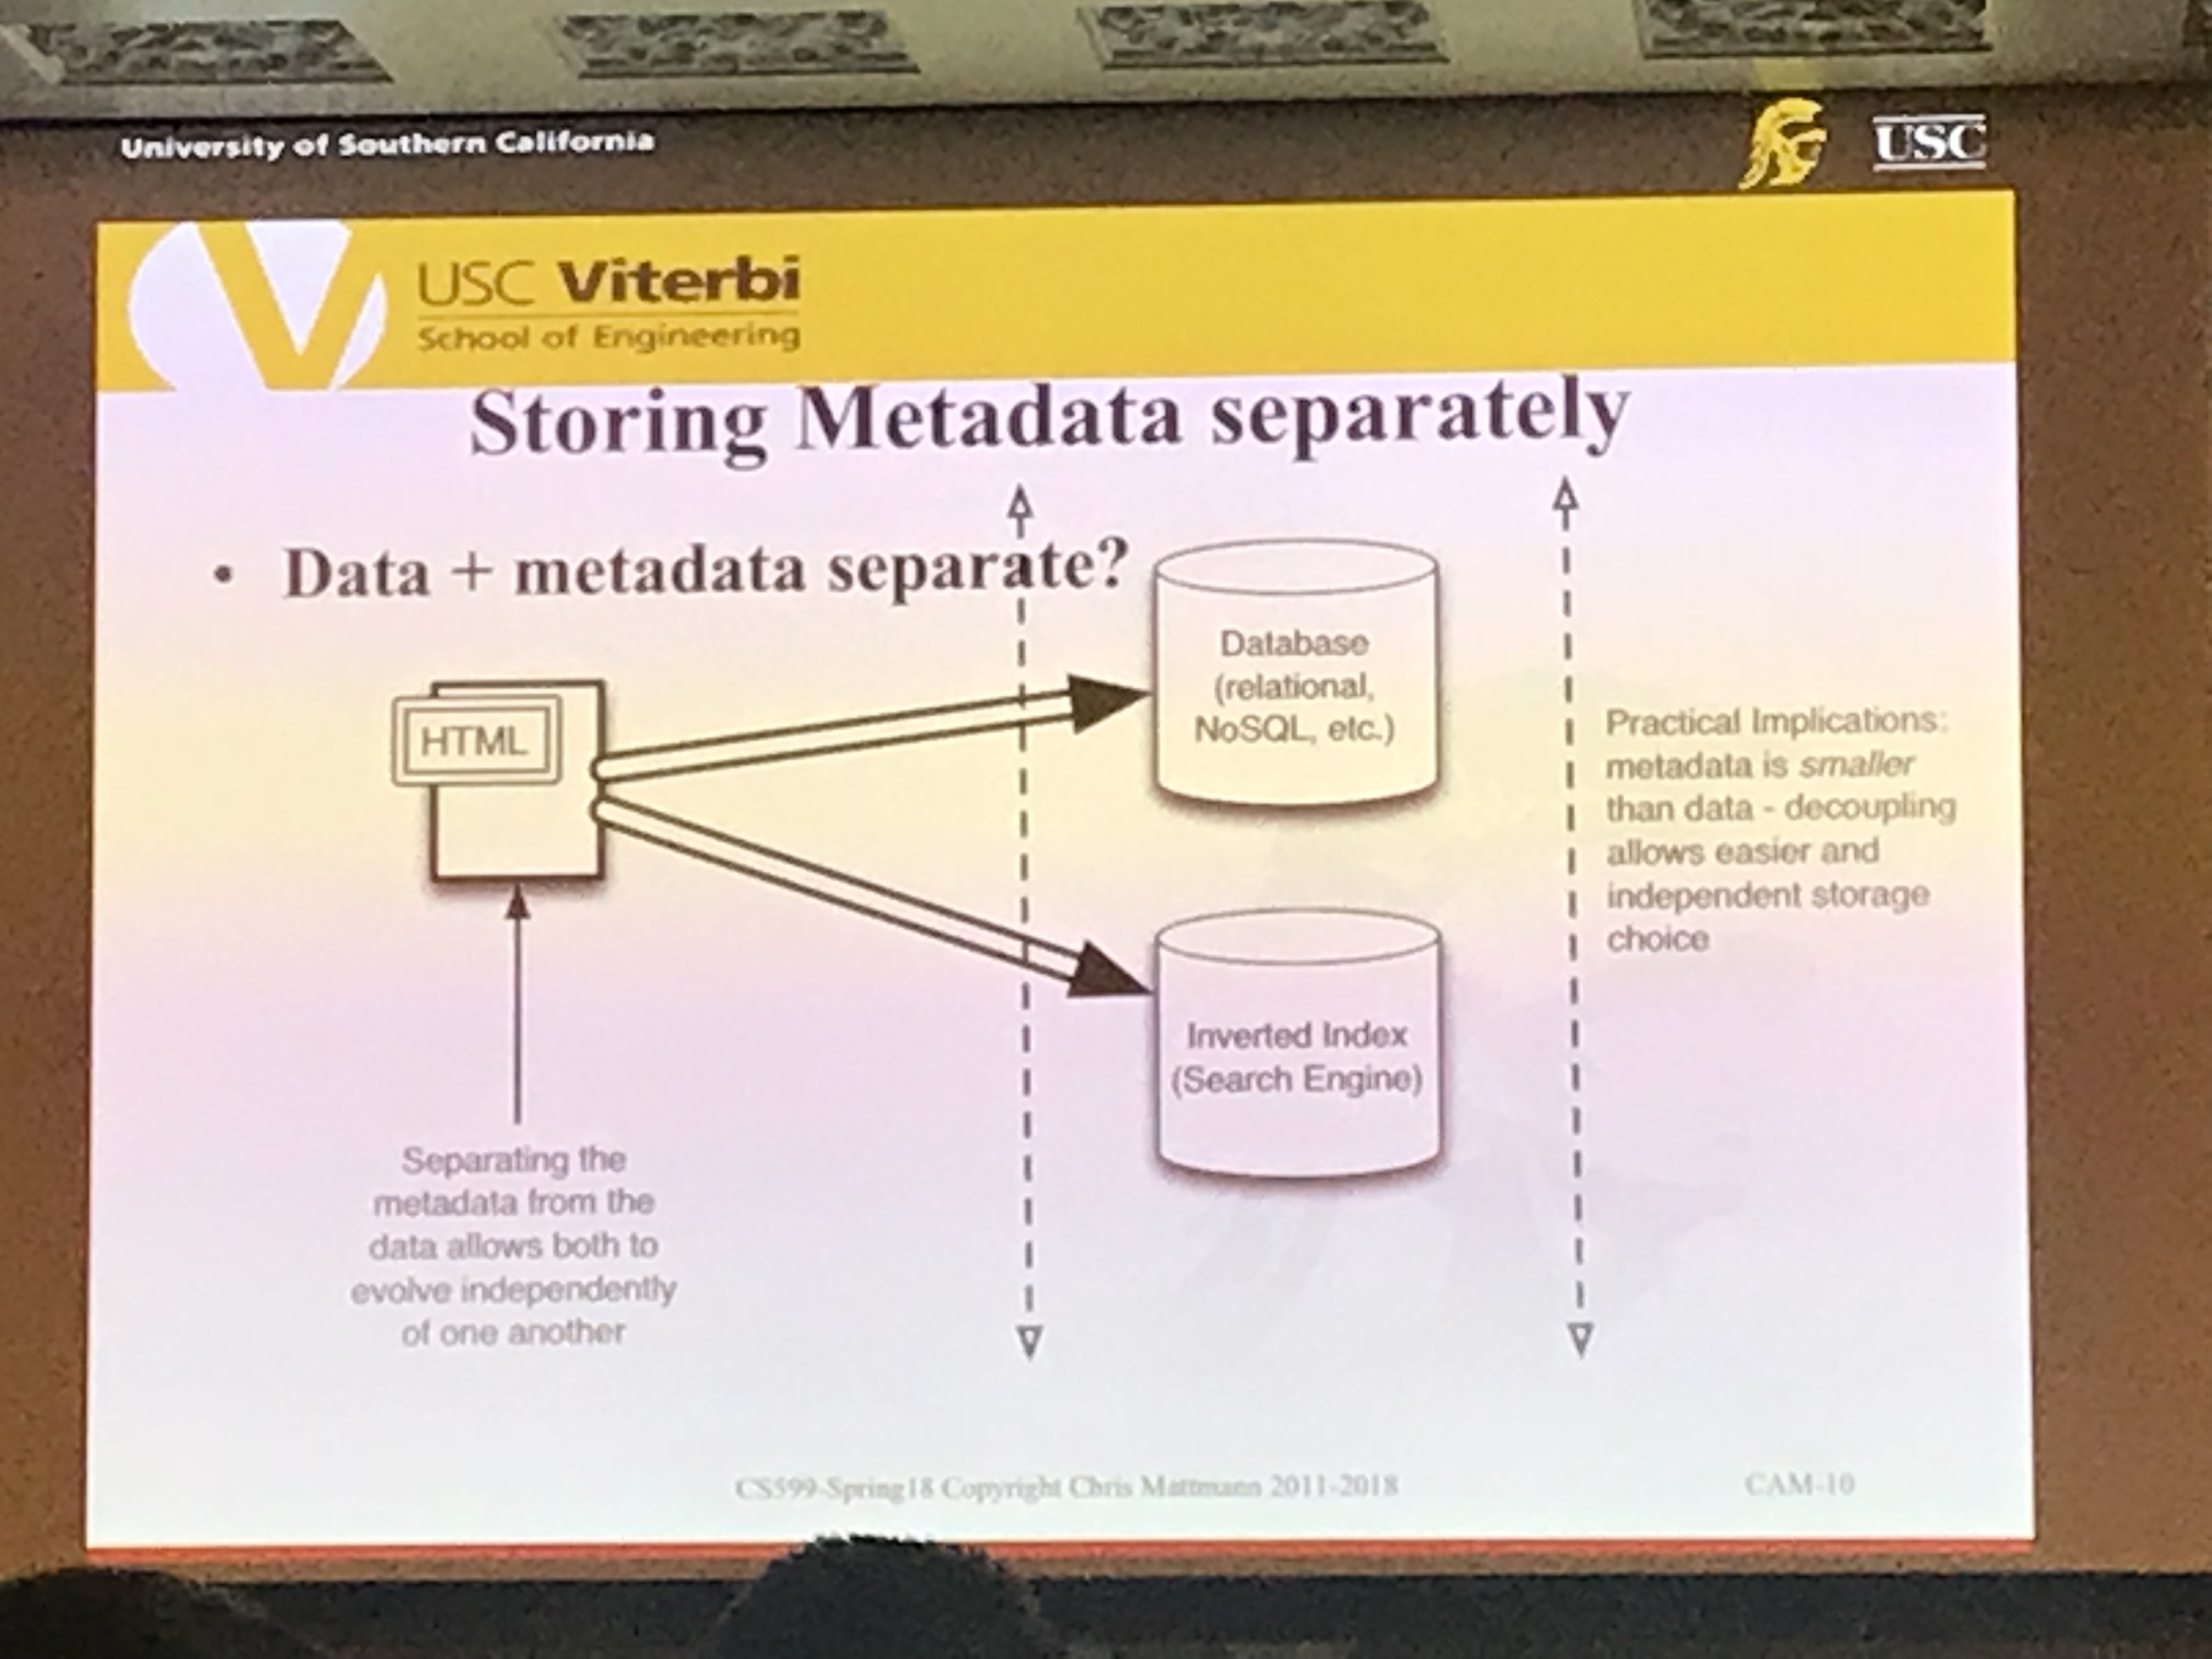 University of Southern California
USC
USC Viterbi
School of Engineering
Storing Metadata separately
• Data + metadata separate?
HTML
Database
(relational,
NoSQL, etc.)
Practical Implications:
metadata is smaller
than data - decoupling
allows easier and
independent storage
choice
Inverted Index
(Search Engine)
Separating the
metadata from the
data allows both to
evolve independently
of one another
CS599-Spring18 Copyright Chris Mattmann 2011-2018
CAM-10